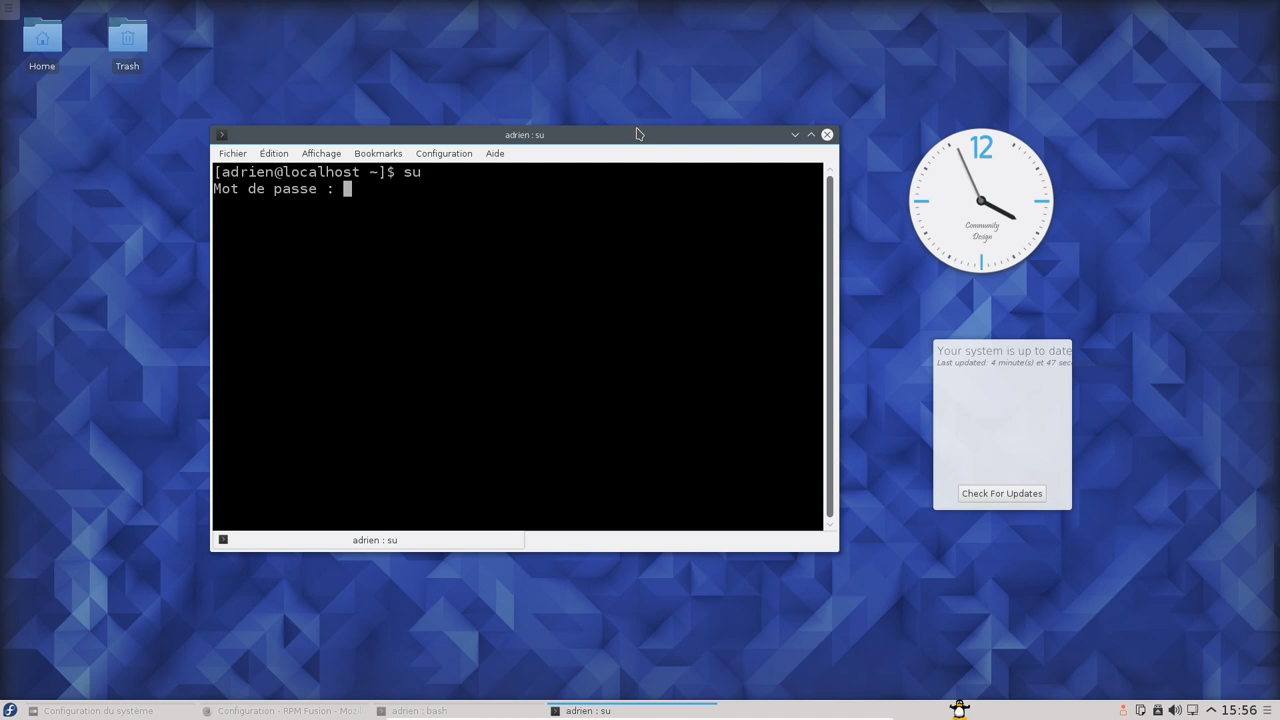 Home
Trash
adrien : su
Fichier Édition Affichage Bookmarks Configuration Aide
[adrien@localhost ~]$ su
Mot de passe :
adrien : su
12
Community
Design
Your system is up to date
Last updated: 4 minute(s) et 47 sec
Check For Updates
Configuration du système
Configuration - RPM Fusion - Mozi
adrien : bash
adrien : su
15:56